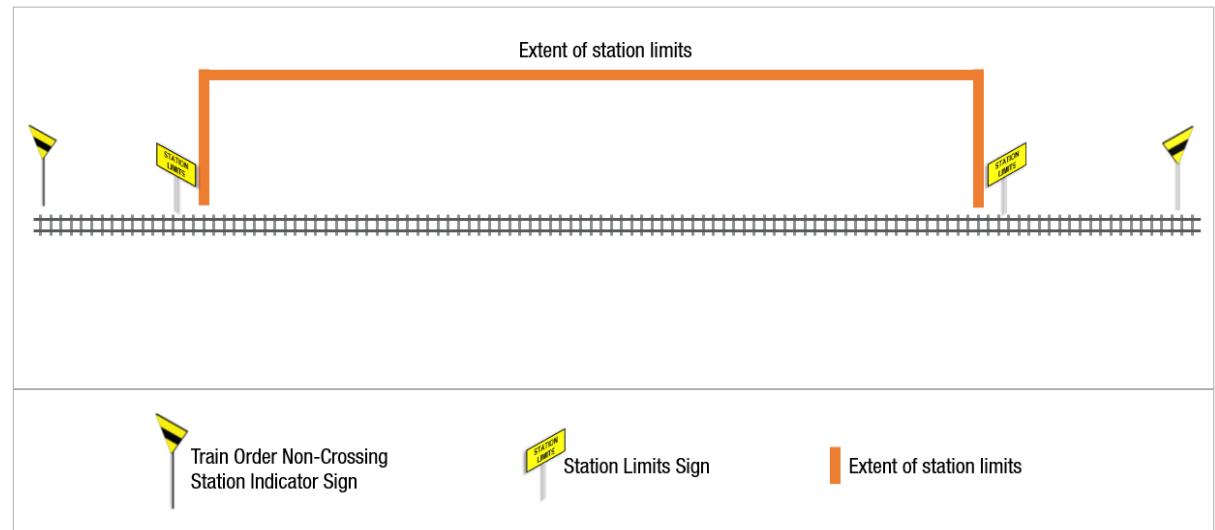 Extent of station limits
STATION
LIMITS
STATION
LIMITS
Train Order Non-Crossing
Station Indicator Sign
STATION
LIMITS
Station Limits Sign
Extent of station limits